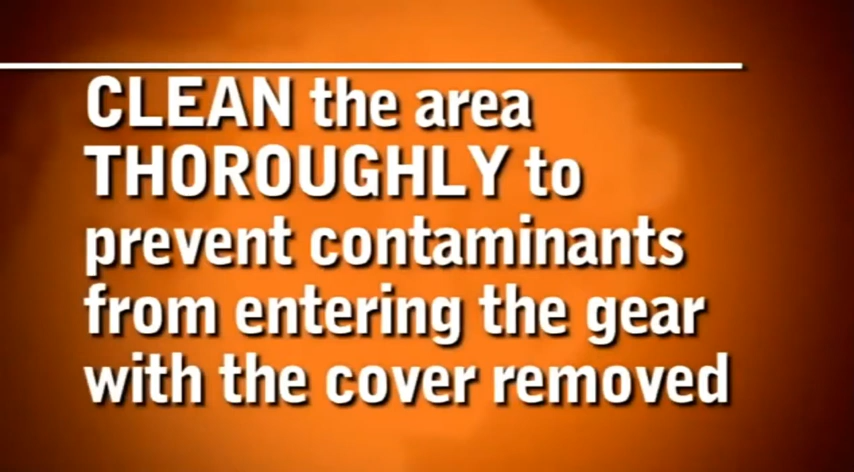 CLEAN the area
THOROUGHLY to
prevent contaminants
from entering the gear
with the cover removed